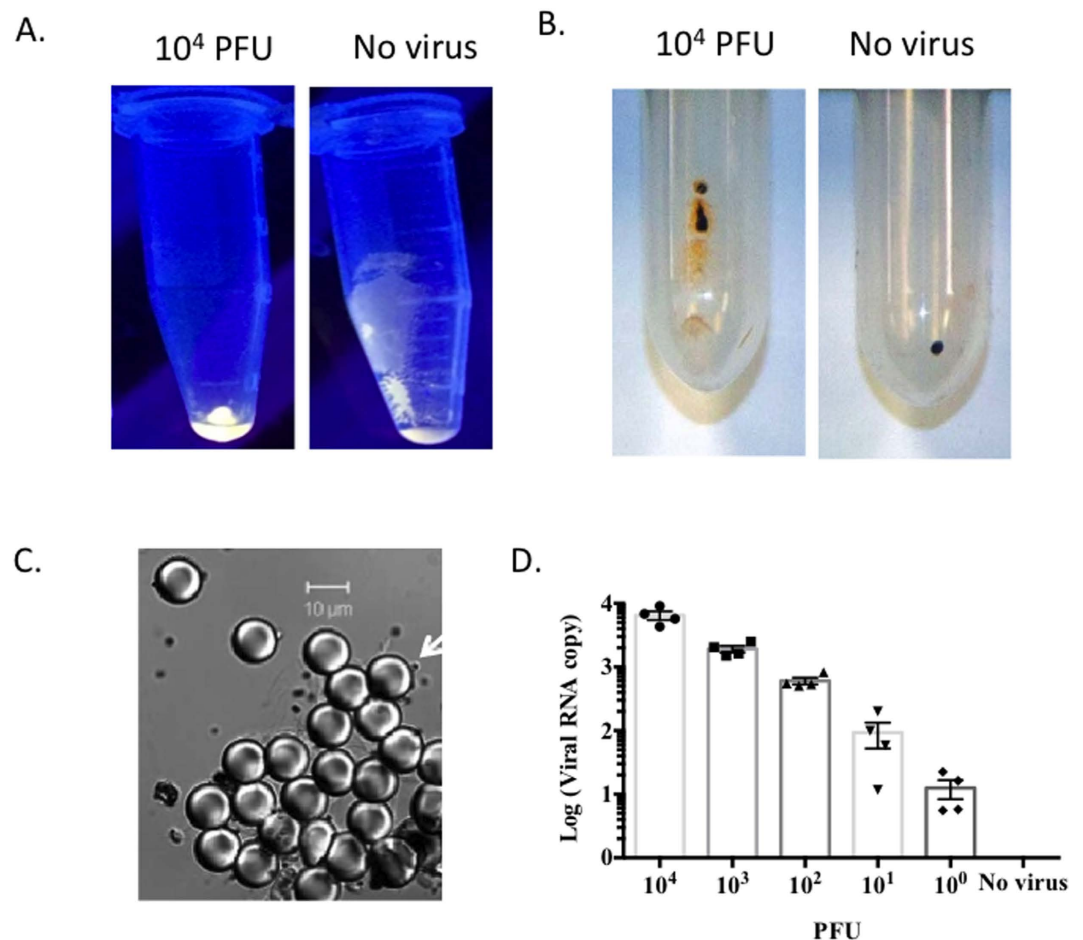 A.
10⁴ PFU No virus
B.
10⁴ PFU No virus
C.
10 μm
D.
Log (Viral RNA copy)
4
3
2
1
0
10⁴ 10³ 10² 10¹ 10⁰ No virus
PFU